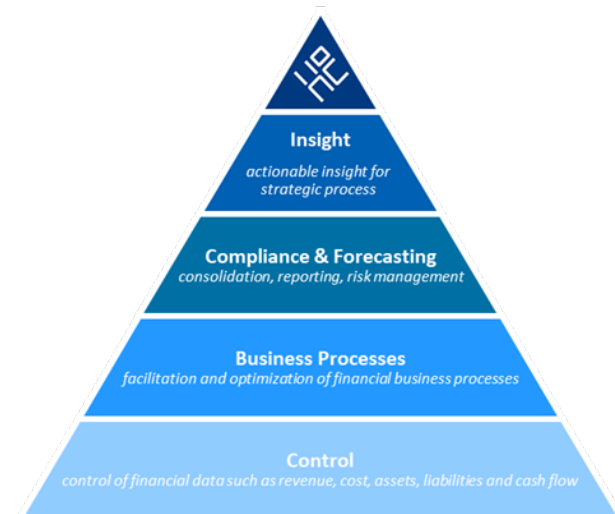 Insight
actionable insight for
strategic process
Compliance & Forecasting
consolidation, reporting, risk management
Business Processes
facilitation and optimization of financial business processes
Control
control of financial data such as revenue, cost, assets, liabilities and cash flow